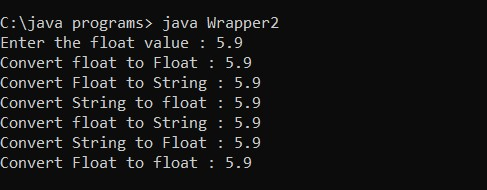 C:\java programs> java Wrapper2
Enter the float value : 5.9
Convert float to Float : 5.9
Convert Float to String : 5.9
Convert String to float : 5.9
Convert float to String : 5.9
Convert String to Float : 5.9
Convert Float to float : 5.9